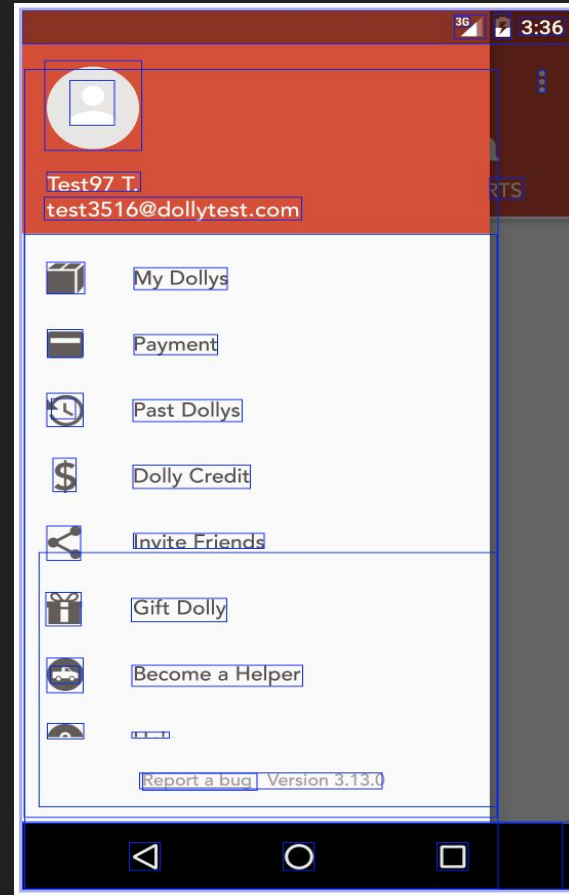 3G 3:36
Test97 T.
RTS
test3516@dollytest.com
My Dollys
Payment
Past Dollys
$ Dolly Credit
Invite Friends
Gift Dolly
Become a Helper
Report a bug Version 3.13.0